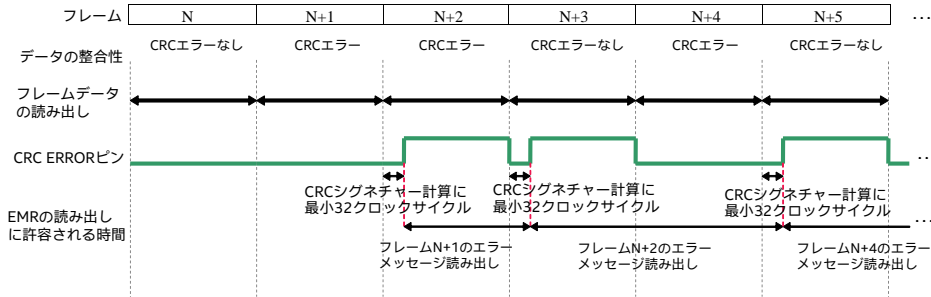 フレーム N N+1 N+2 N+3 N+4 N+5 ...
データの整合性 CRCエラーなし CRCエラー CRCエラー CRCエラーなし CRCエラー CRCエラーなし
フレームデータ
の読み出し
CRC ERRORピン ...
CRCシグネチャー計算に CRCシグネチャー計算に CRCシグネチャー計算に
最小32クロックサイクル 最小32クロックサイクル 最小32クロックサイクル
EMRの読み出し
に許容される時間 ...
フレームN+1のエラー フレームN+2のエラー フレームN+4のエラー
メッセージ読み出し メッセージ読み出し メッセージ読み出し